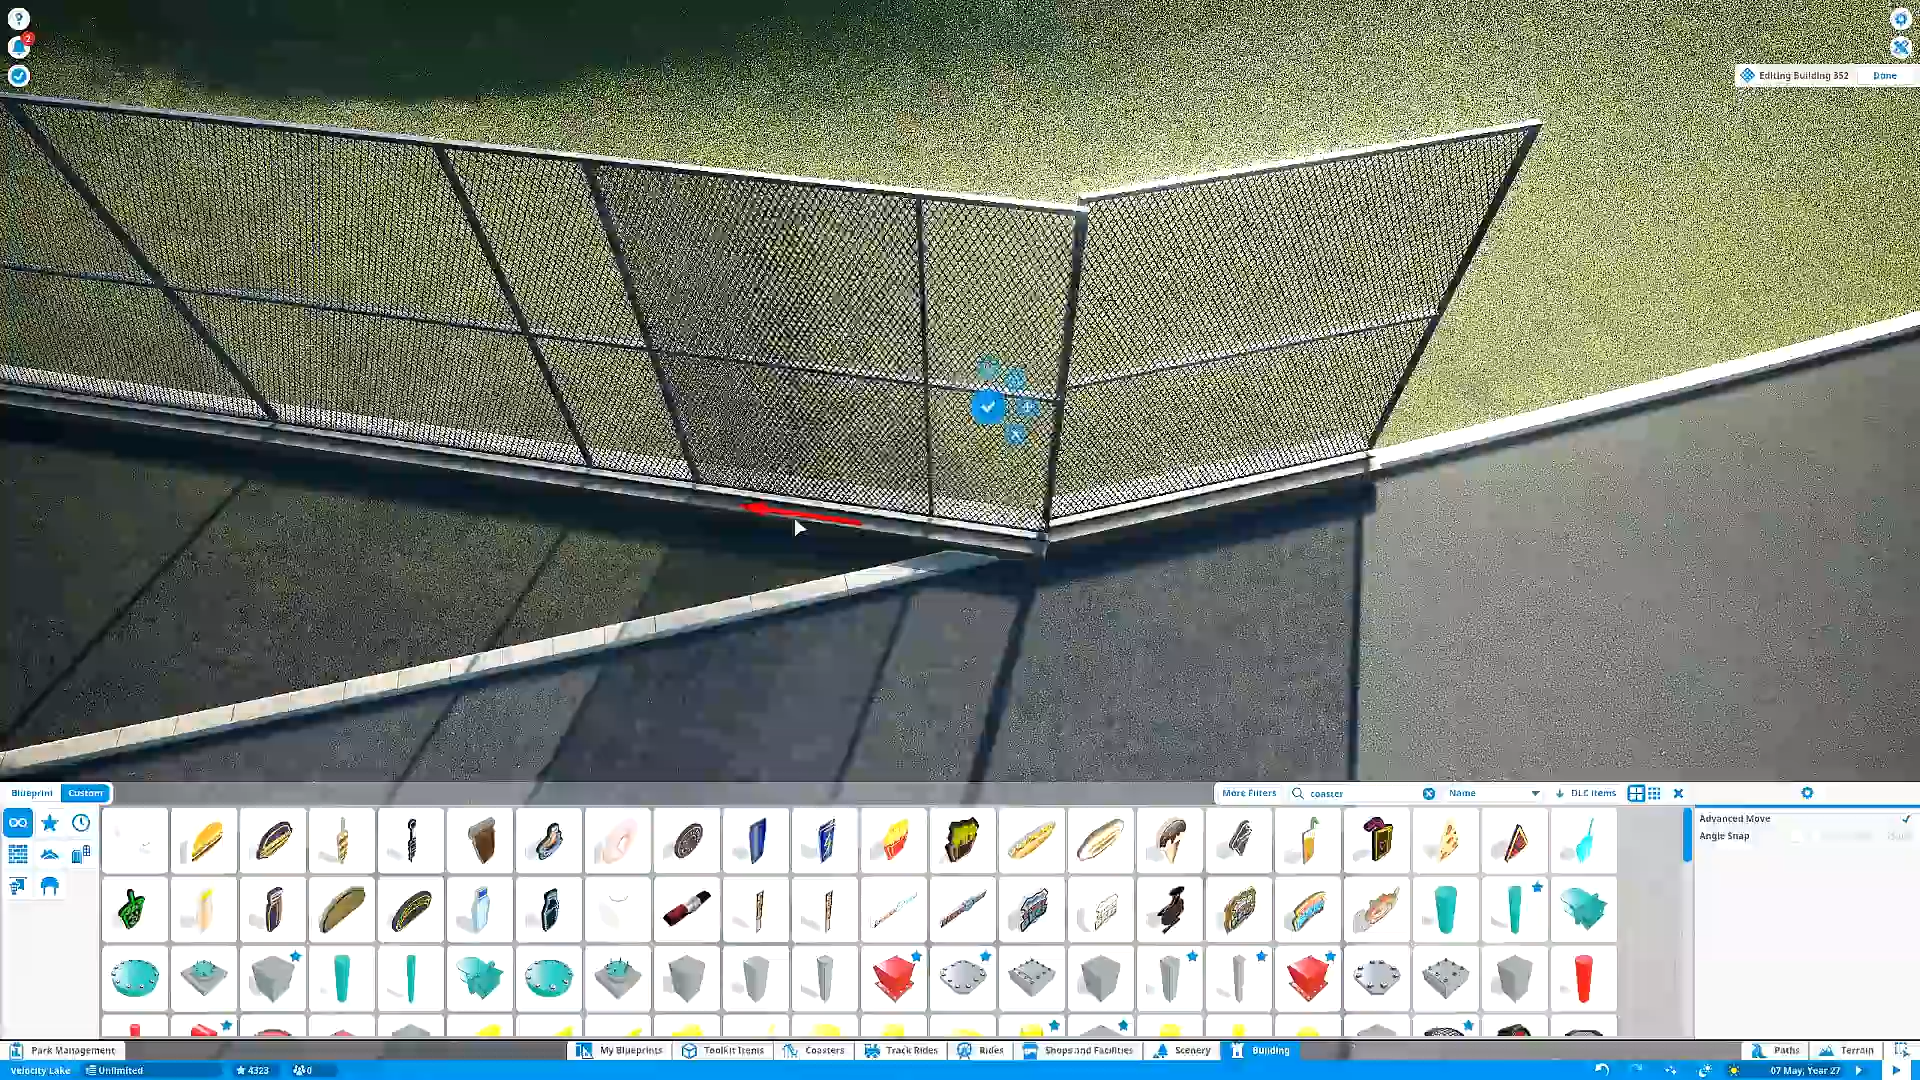 ?
2
Editing Building 352 Done
Blueprint Custom
More Filters coaster Name DLC Items
Advanced Move
Angle Snap
Park Management My Blueprints Toolkit Items Coasters Track Rides Rides Shops and Facilities Scenery Building Paths Terrain
Velocity Lake Unlimited 4323 0 07 May, Year 27